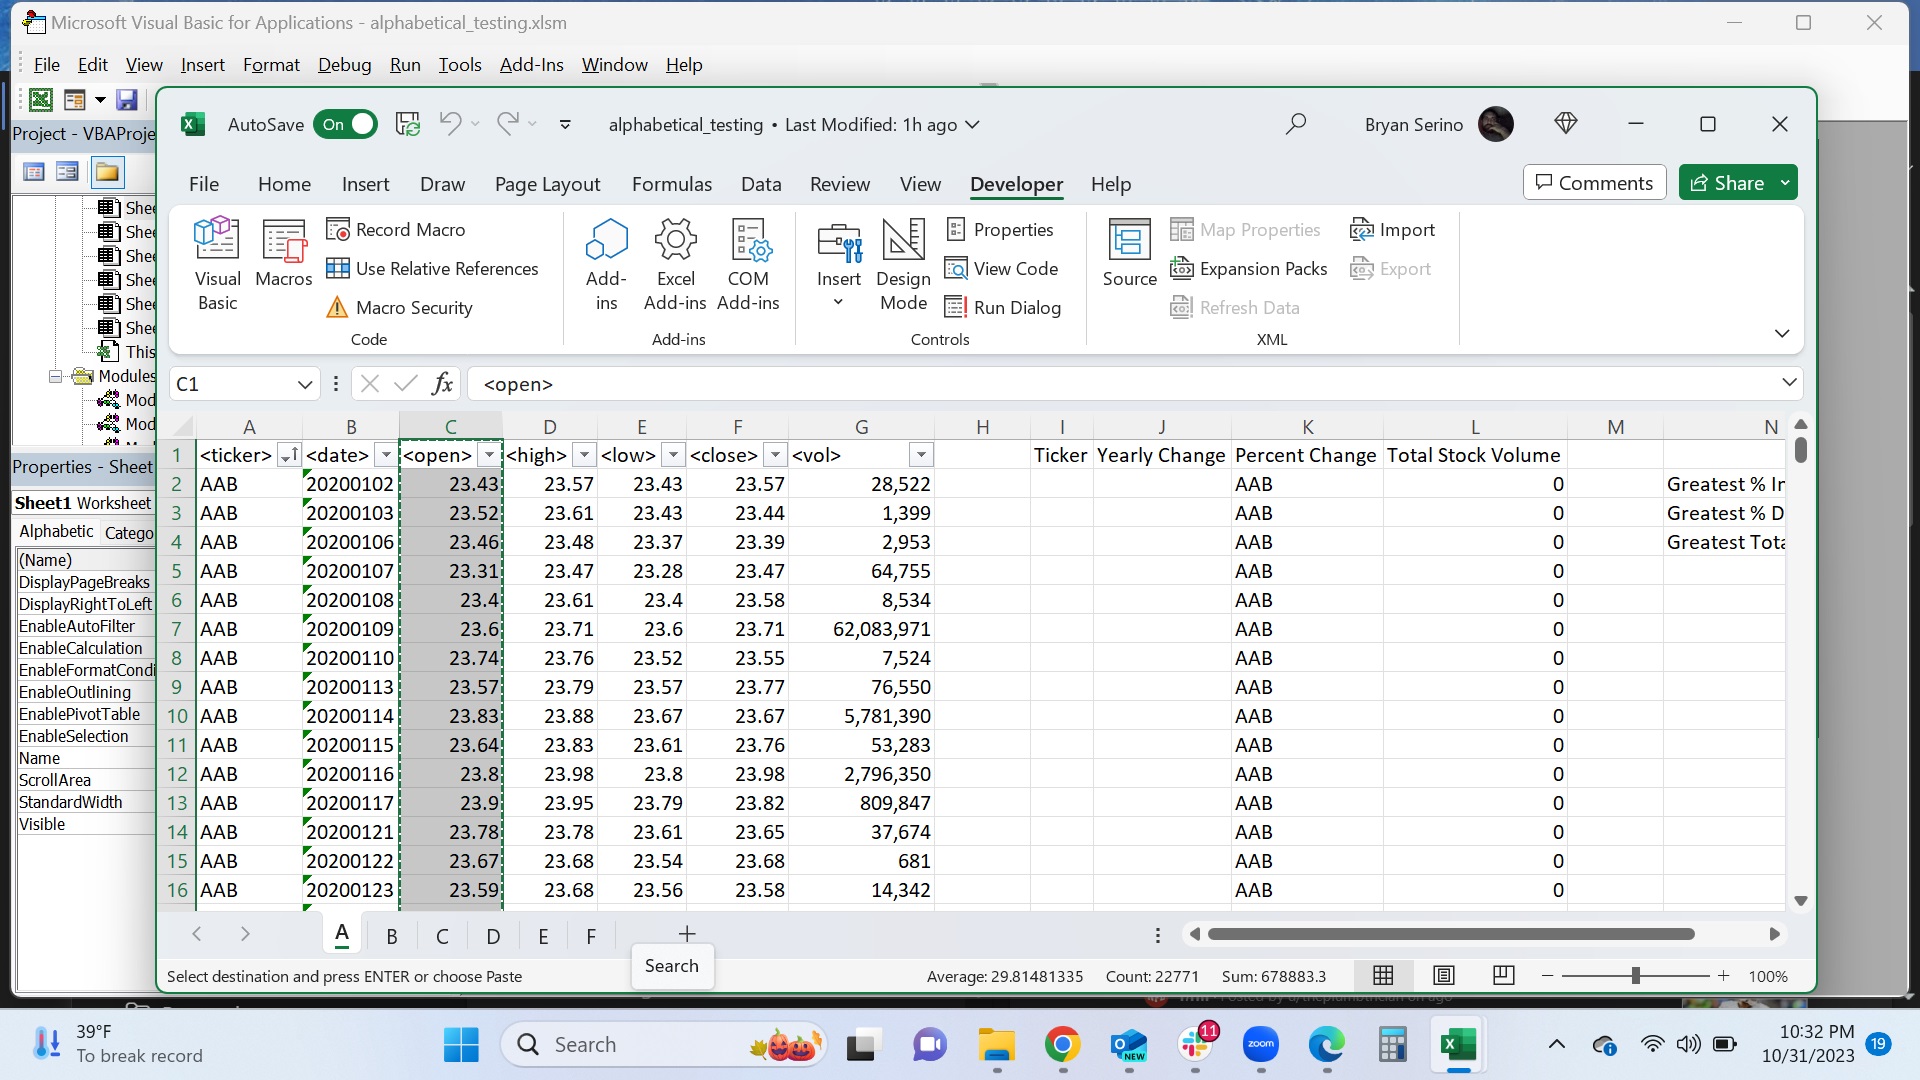 Microsoft Visual Basic for Applications - alphabetical_testing.xlsm
File Edit View Insert Format Debug Run Tools Add-Ins Window Help
Project - VBAProje
AutoSave On alphabetical_testing • Last Modified: 1h ago Bryan Serino
File Home Insert Draw Page Layout Formulas Data Review View Developer Help Comments Share
Visual Basic
Macros
Record Macro
Use Relative References
Macro Security
Code
Add-ins
Excel Add-ins
COM Add-ins
Add-ins
Insert
Design Mode
Properties
View Code
Run Dialog
Controls
Source
Map Properties
Expansion Packs
Refresh Data
Import
Export
XML
Shee
Shee
Shee
Shee
Shee
Shee
This
Modules
Mod
Mod
Properties - Sheet
Sheet1 Worksheet
Alphabetic Catego
(Name)
DisplayPageBreaks
DisplayRightToLeft
EnableAutoFilter
EnableCalculation
EnableFormatCondi
EnableOutlining
EnablePivotTable
EnableSelection
Name
ScrollArea
StandardWidth
Visible
C1 fx <open>
A B C D E F G H I J K L M N
1 <ticker> <date> <open> <high> <low> <close> <vol> Ticker Yearly Change Percent Change Total Stock Volume
2 AAB 20200102 23.43 23.57 23.43 23.57 28,522 AAB 0 Greatest % In
3 AAB 20200103 23.52 23.61 23.43 23.44 1,399 AAB 0 Greatest % D
4 AAB 20200106 23.46 23.48 23.37 23.39 2,953 AAB 0 Greatest Tota
5 AAB 20200107 23.31 23.47 23.28 23.47 64,755 AAB 0
6 AAB 20200108 23.4 23.61 23.4 23.58 8,534 AAB 0
7 AAB 20200109 23.6 23.71 23.6 23.71 62,083,971 AAB 0
8 AAB 20200110 23.74 23.76 23.52 23.55 7,524 AAB 0
9 AAB 20200113 23.57 23.79 23.57 23.77 76,550 AAB 0
10 AAB 20200114 23.83 23.88 23.67 23.67 5,781,390 AAB 0
11 AAB 20200115 23.64 23.83 23.61 23.76 53,283 AAB 0
12 AAB 20200116 23.8 23.98 23.8 23.98 2,796,350 AAB 0
13 AAB 20200117 23.9 23.95 23.79 23.82 809,847 AAB 0
14 AAB 20200121 23.78 23.78 23.61 23.65 37,674 AAB 0
15 AAB 20200122 23.67 23.68 23.54 23.68 681 AAB 0
16 AAB 20200123 23.59 23.68 23.56 23.58 14,342 AAB 0
A B C D E F
Search
Select destination and press ENTER or choose Paste Average: 29.81481335 Count: 22771 Sum: 678883.3 100%
39°F
To break record
Search
NEW
11
zoom
10:32 PM
10/31/2023
19